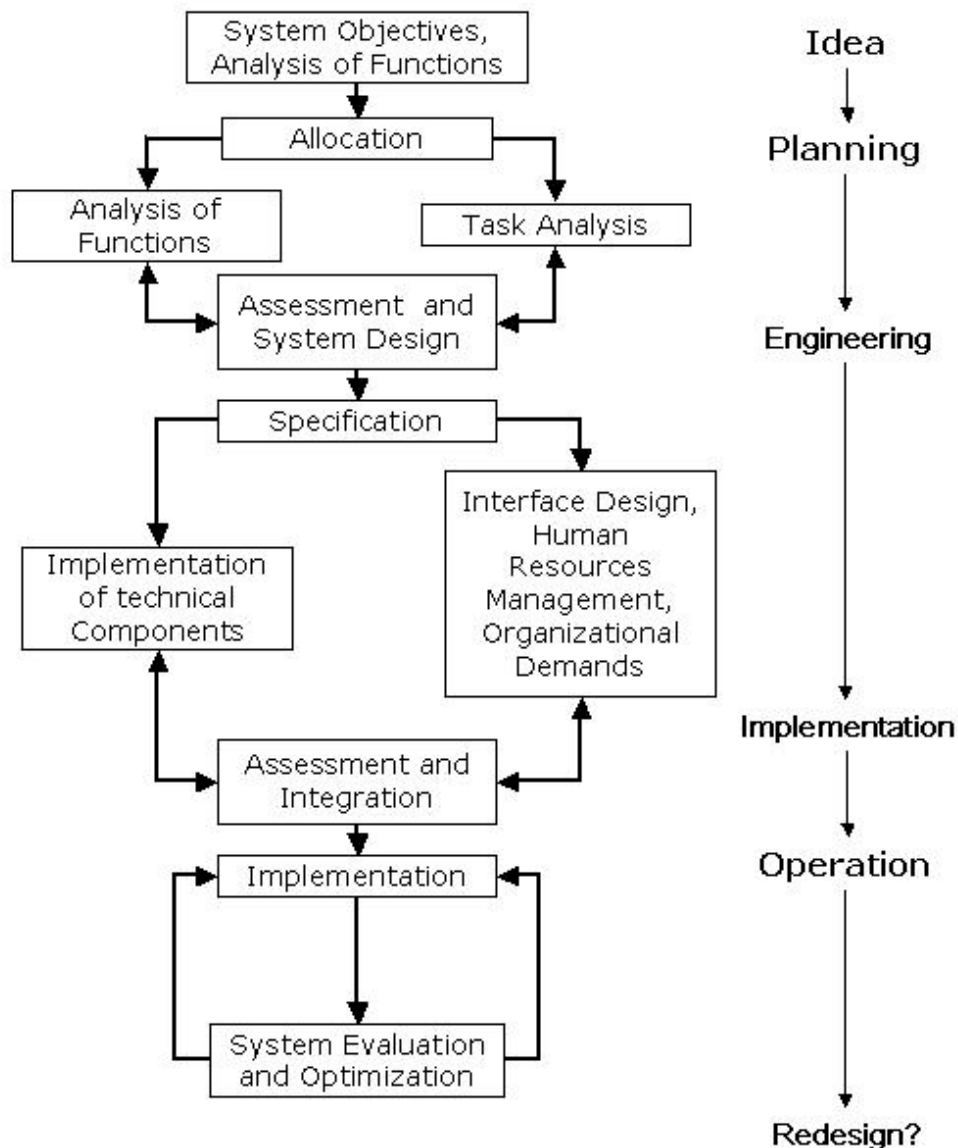 System Objectives,
Analysis of Functions
Allocation
Analysis of
Functions
Task Analysis
Assessment and
System Design
Specification
Interface Design,
Human
Resources
Management,
Organizational
Demands
Implementation
of technical
Components
Assessment and
Integration
Implementation
System Evaluation
and Optimization
Idea
Planning
Engineering
Implementation
Operation
Redesign?